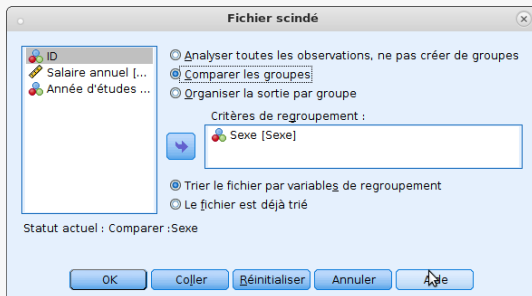 Fichier scindé
ID
Salaire annuel [...
Année d'études ...
Analyser toutes les observations, ne pas créer de groupes
Comparer les groupes
Organiser la sortie par groupe
Critères de regroupement :
Sexe [Sexe]
Trier le fichier par variables de regroupement
Le fichier est déjà trié
Statut actuel : Comparer :Sexe
OK
Coller
Réinitialiser
Annuler